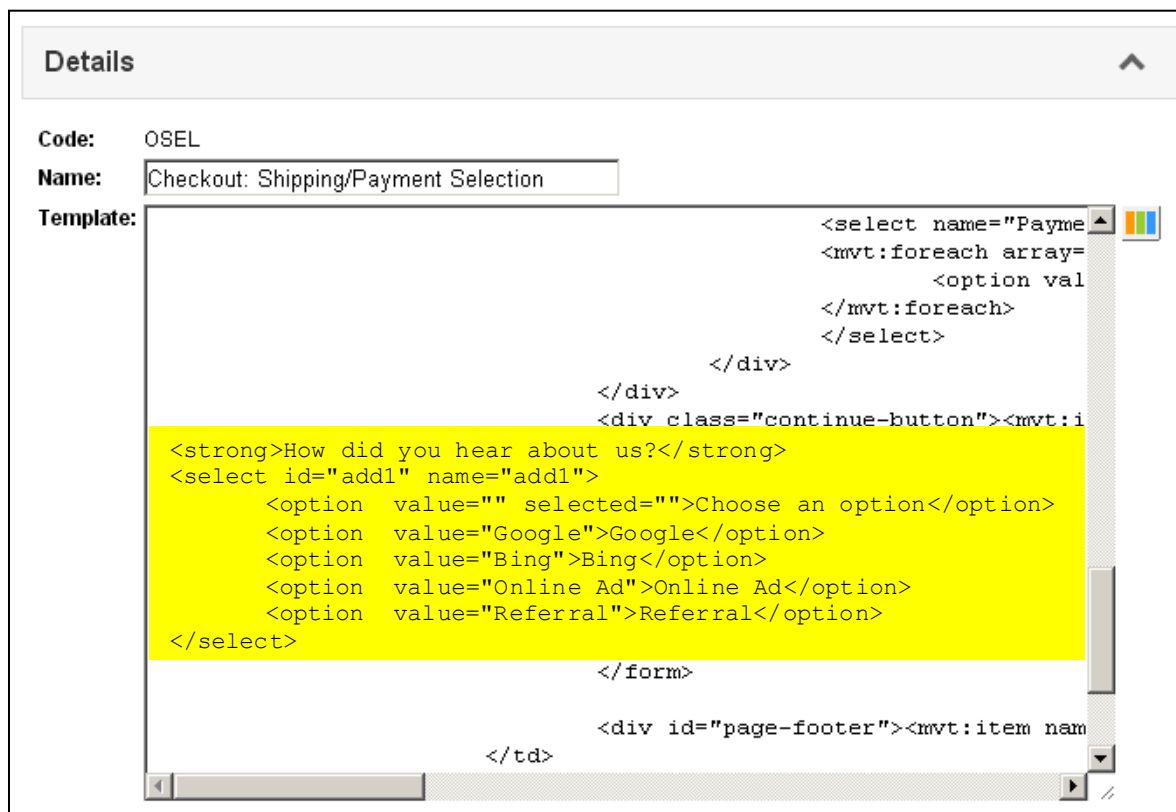 Details
Code: OSEL
Name: Checkout: Shipping/Payment Selection
Template:
<select name="Payme
<mvt:foreach array=
<option val
</mvt:foreach>
</select>
</div>
</div>
<div class="continue-button"><mvt:i
<strong>How did you hear about us?</strong>
<select id="add1" name="add1">
<option  value="" selected="">Choose an option</option>
<option  value="Google">Google</option>
<option  value="Bing">Bing</option>
<option  value="Online Ad">Online Ad</option>
<option  value="Referral">Referral</option>
</select>
</form>
<div id="page-footer"><mvt:item nam
</td>